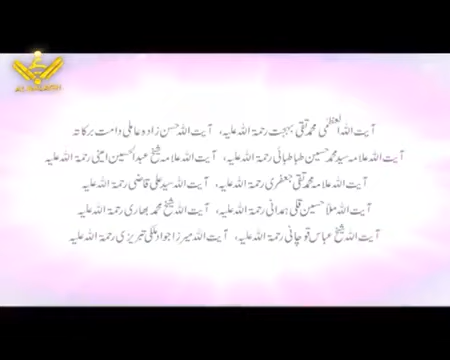 آیت اللہ العظمٰی محمد تقی بہجت رحمۃ اللہ علیہ، آیت اللہ حسن زادہ عاملی دامت برکاتہ
آیت اللہ علامہ سید محمد حسین طباطبائی رحمۃ اللہ علیہ، آیت اللہ علامہ شیخ عبدالحسین امینی رحمۃ اللہ علیہ
آیت اللہ علامہ محمد تقی جعفری رحمۃ اللہ علیہ، آیت اللہ سید علی قاضی رحمۃ اللہ علیہ
آیت اللہ ملا حسین قلی ہمدانی رحمۃ اللہ علیہ، آیت اللہ شیخ محمد بھاری رحمۃ اللہ علیہ
آیت اللہ شیخ عباس قوچانی رحمۃ اللہ علیہ، آیت اللہ میرزا جواد ملکی تبریزی رحمۃ اللہ علیہ